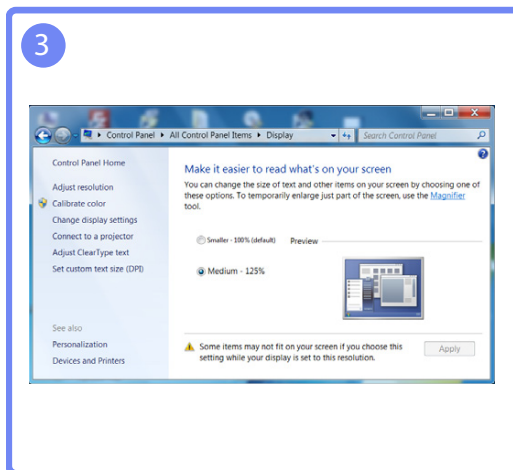 3
Control Panel ▸ All Control Panel Items ▸ Display
Search Control Panel
Control Panel Home
Adjust resolution
Calibrate color
Change display settings
Connect to a projector
Adjust ClearType text
Set custom text size (DPI)
See also
Personalization
Devices and Printers
Make it easier to read what's on your screen
You can change the size of text and other items on your screen by choosing one of
these options. To temporarily enlarge just part of the screen, use the Magnifier
tool.
Smaller - 100% (default) Preview
Medium - 125%
Some items may not fit on your screen if you choose this
setting while your display is set to this resolution.
Apply